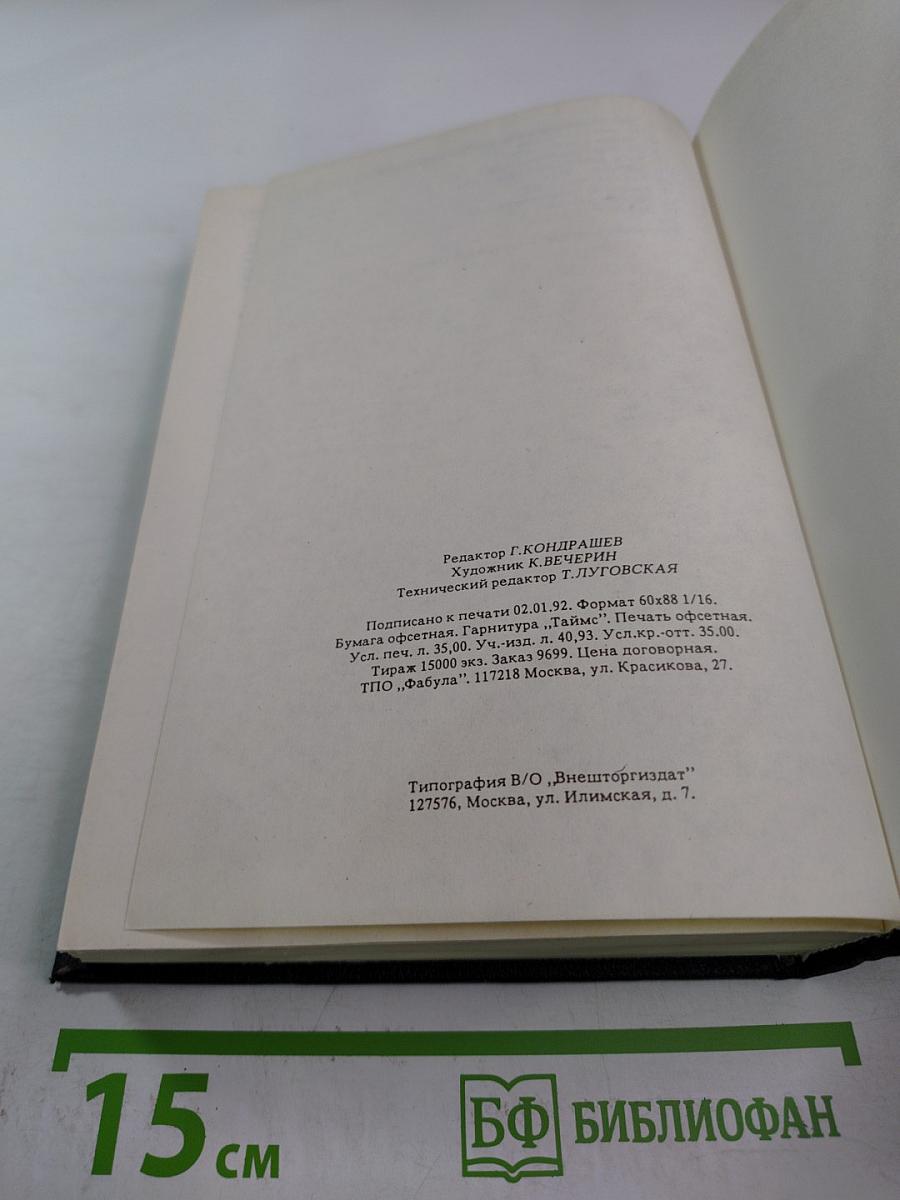 Редактор Г.КОНДРАШЕВ
Художник К.ВЕЧЕРИН
Технический редактор Т.ЛУГОВСКАЯ
Подписано к печати 02.01.92. Формат 60х88 1/16.
Бумага офсетная. Гарнитура „Таймс”. Печать офсетная.
Усл. печ. л. 35,00. Уч.-изд. л. 40,93. Усл.кр.-отт. 35.00.
Тираж 15000 экз. Заказ 9699. Цена договорная.
ТПО „Фабула”. 117218 Москва, ул. Красикова, 27.
Типография В/О „Внешторгиздат”
127576, Москва, ул. Илимская, д. 7.
15 см
БФ БИБЛИОФАН